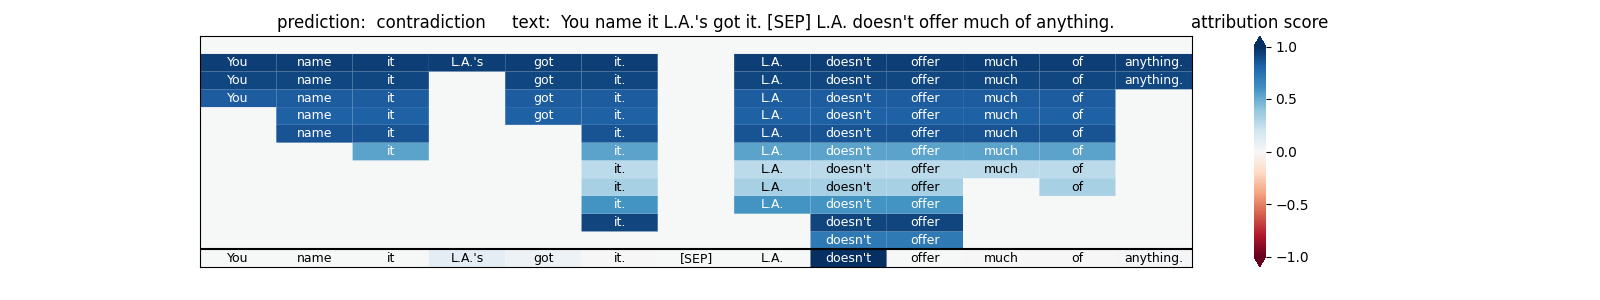 prediction:  contradiction     text:  You name it L.A.'s got it. [SEP] L.A. doesn't offer much of anything.
attribution score
You name it L.A.'s got it. L.A. doesn't offer much of anything.
You name it got it. L.A. doesn't offer much of anything.
You name it got it. L.A. doesn't offer much of
name it got it. L.A. doesn't offer much of
name it it. L.A. doesn't offer much of
it it. L.A. doesn't offer much of
it. L.A. doesn't offer much of
it. L.A. doesn't offer of
it. L.A. doesn't offer
it. doesn't offer
doesn't offer
You name it L.A.'s got it. [SEP] L.A. doesn't offer much of anything.
1.0
0.5
0.0
−0.5
−1.0